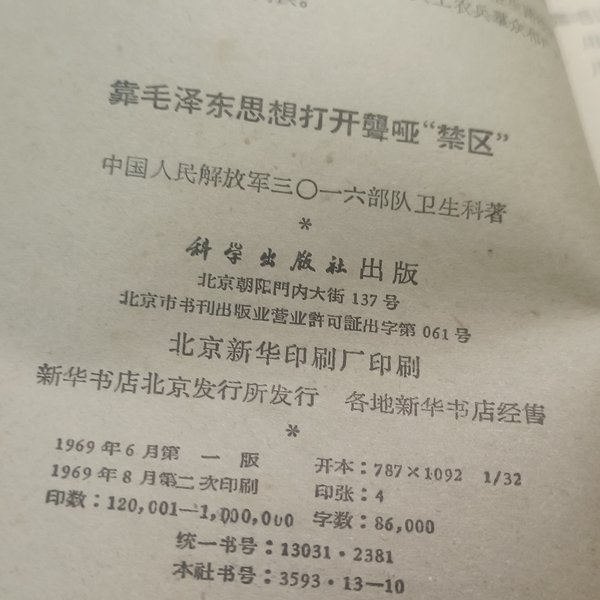 工农兵群众和
靠毛泽东思想打开聾哑“禁区”
中国人民解放军三〇一六部队卫生科著
*
科学出版社 出版
北京朝阳門内大街 137 号
北京市书刊出版业营业許可証出字第 061 号
北京新华印刷厂印刷
新华书店北京发行所发行 各地新华书店经售
*
1969 年 6 月第 一 版 开本:787×1092 1/32
1969 年 8 月第二次印刷 印张:4
印数:120,001—1,000,000 字数:86,000
统一书号:13031·2381
本社书号:3593·13—10